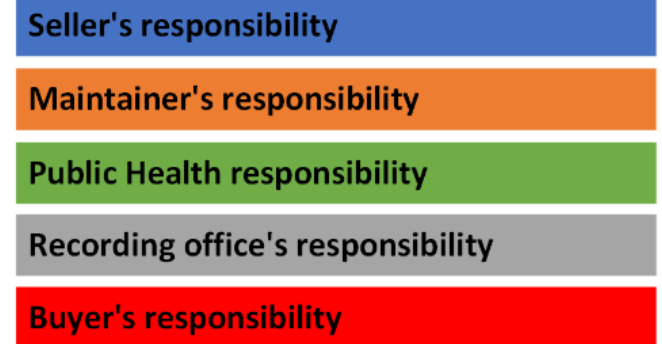 Seller's responsibility
Maintainer's responsibility
Public Health responsibility
Recording office's responsibility
Buyer's responsibility